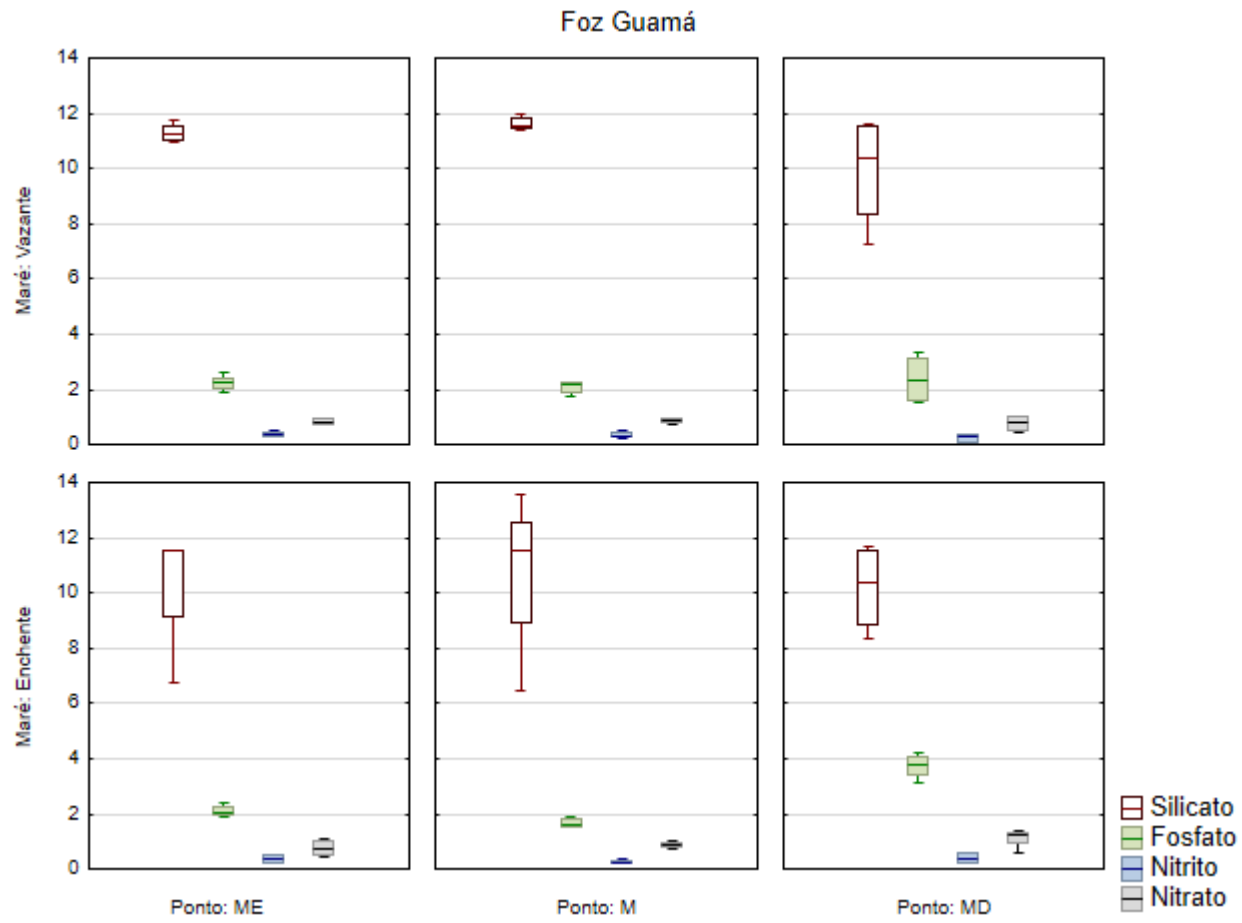 Foz Guamá
Maré: Vazante
14
12
10
8
6
4
2
0
Maré: Enchente
14
12
10
8
6
4
2
0
Ponto: ME
Ponto: M
Ponto: MD
Silicato
Fosfato
Nitrito
Nitrato